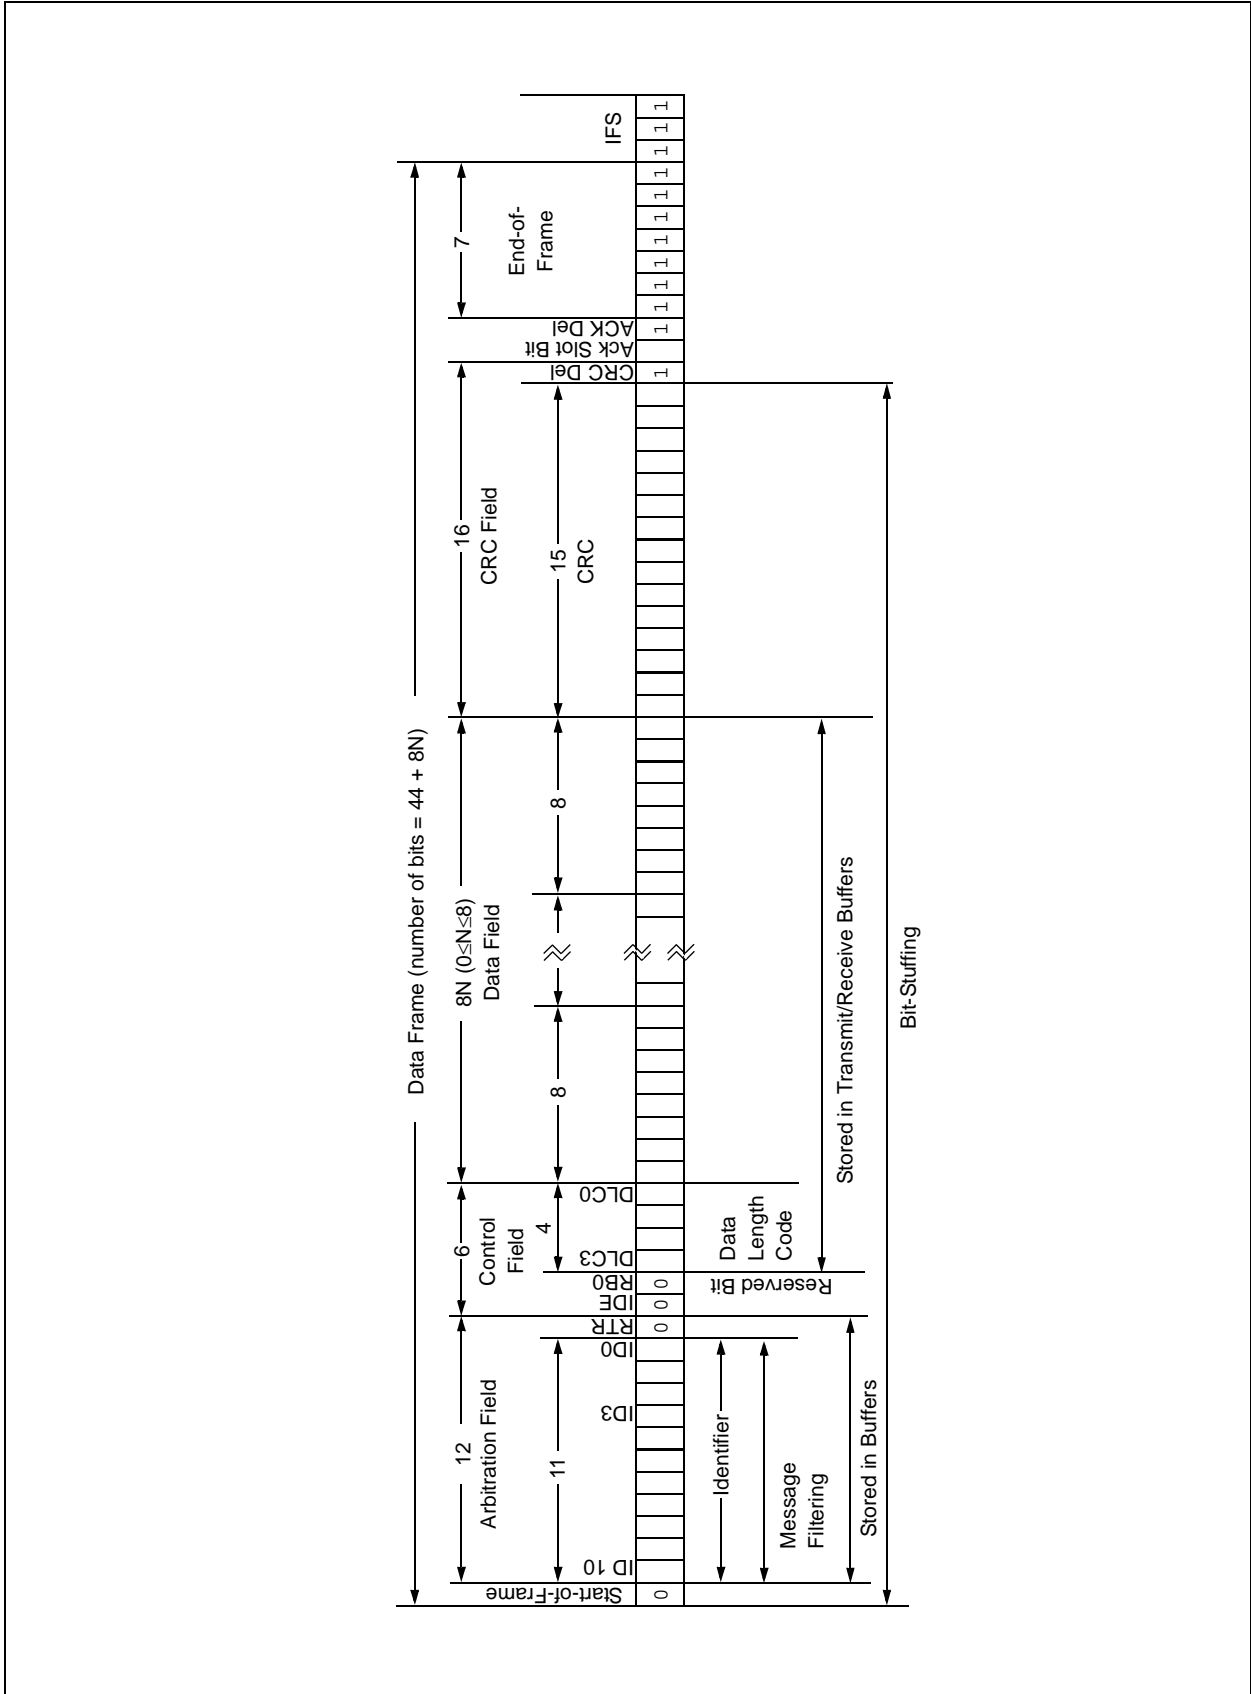 Data Frame (number of bits = 44 + 8N)
12
Arbitration Field
6
Control
Field
8N (0≤N≤8)
Data Field
16
CRC Field
7
End-of-
Frame
IFS
11
4
8
8
15
CRC
Start-of-Frame
ID 10
ID3
ID0
RTR
IDE
RB0
DLC3
DLC0
CRC Del
Ack Slot Bit
ACK Del
0
0
0
0
1
1
1
1
1
1
1
1
1
1
1
1
Identifier
Message
Filtering
Stored in Buffers
Reserved Bit
Data
Length
Code
Stored in Transmit/Receive Buffers
Bit-Stuffing